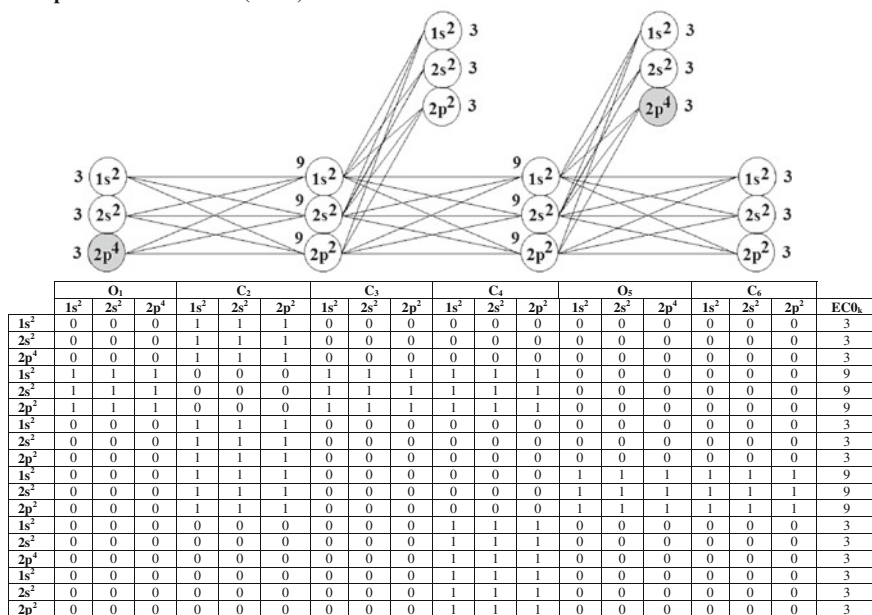 1s² 3 1s² 3
2s² 3 2s² 3
2p² 3 2p⁴ 3
3 1s² 9 1s² 9 1s² 1s² 3
3 2s² 9 2s² 9 2s² 2s² 3
3 2p⁴ 9 2p² 9 2p² 2p² 3
O₁ C₂ C₃ C₄ O₅ C₆
1s² 2s² 2p⁴ 1s² 2s² 2p² 1s² 2s² 2p² 1s² 2s² 2p² 1s² 2s² 2p⁴ 1s² 2s² 2p² EC0ₖ
1s² 0 0 0 1 1 1 0 0 0 0 0 0 0 0 0 0 0 0 3
2s² 0 0 0 1 1 1 0 0 0 0 0 0 0 0 0 0 0 0 3
2p⁴ 0 0 0 1 1 1 0 0 0 0 0 0 0 0 0 0 0 0 3
1s² 1 1 1 0 0 0 1 1 1 1 1 1 0 0 0 0 0 0 9
2s² 1 1 1 0 0 0 1 1 1 1 1 1 0 0 0 0 0 0 9
2p² 1 1 1 0 0 0 1 1 1 1 1 1 0 0 0 0 0 0 9
1s² 0 0 0 1 1 1 0 0 0 0 0 0 0 0 0 0 0 0 3
2s² 0 0 0 1 1 1 0 0 0 0 0 0 0 0 0 0 0 0 3
2p² 0 0 0 1 1 1 0 0 0 0 0 0 0 0 0 0 0 0 3
1s² 0 0 0 1 1 1 0 0 0 0 0 0 1 1 1 1 1 1 9
2s² 0 0 0 1 1 1 0 0 0 0 0 0 1 1 1 1 1 1 9
2p² 0 0 0 1 1 1 0 0 0 0 0 0 1 1 1 1 1 1 9
1s² 0 0 0 0 0 0 0 0 0 1 1 1 0 0 0 0 0 0 3
2s² 0 0 0 0 0 0 0 0 0 1 1 1 0 0 0 0 0 0 3
2p⁴ 0 0 0 0 0 0 0 0 0 1 1 1 0 0 0 0 0 0 3
1s² 0 0 0 0 0 0 0 0 0 1 1 1 0 0 0 0 0 0 3
2s² 0 0 0 0 0 0 0 0 0 1 1 1 0 0 0 0 0 0 3
2p² 0 0 0 0 0 0 0 0 0 1 1 1 0 0 0 0 0 0 3